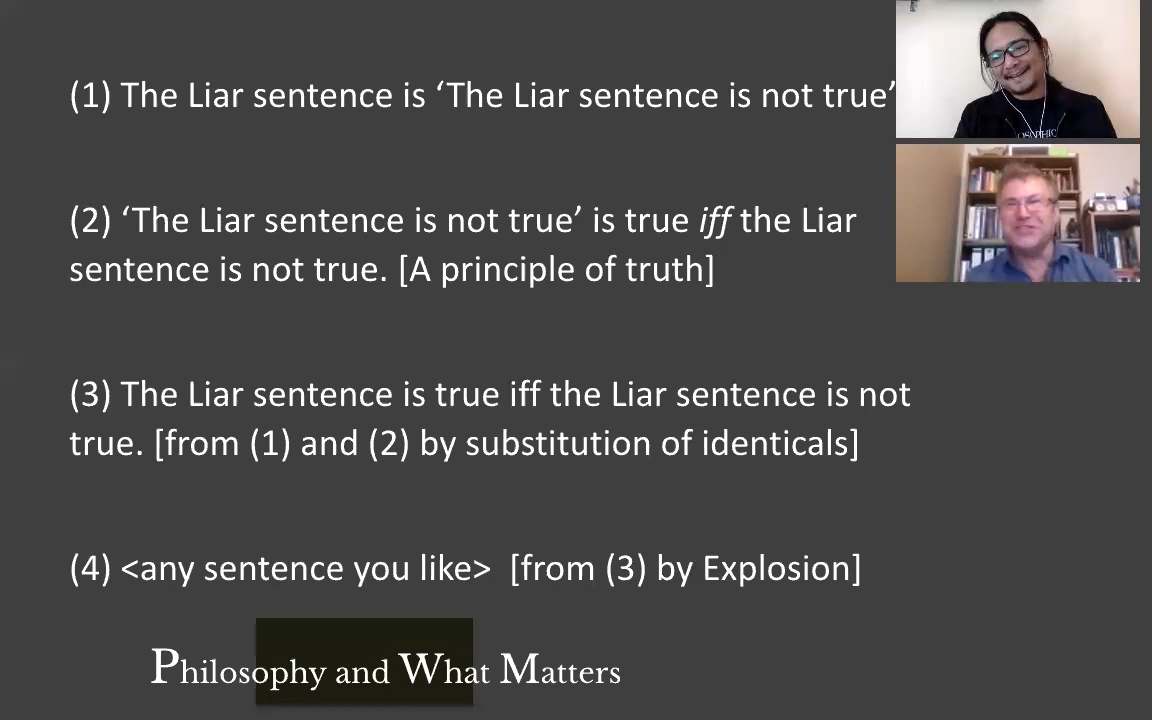 (1) The Liar sentence is ‘The Liar sentence is not true’
(2) ‘The Liar sentence is not true’ is true iff the Liar
sentence is not true. [A principle of truth]
(3) The Liar sentence is true iff the Liar sentence is not
true. [from (1) and (2) by substitution of identicals]
(4) <any sentence you like> [from (3) by Explosion]
Philosophy and What Matters